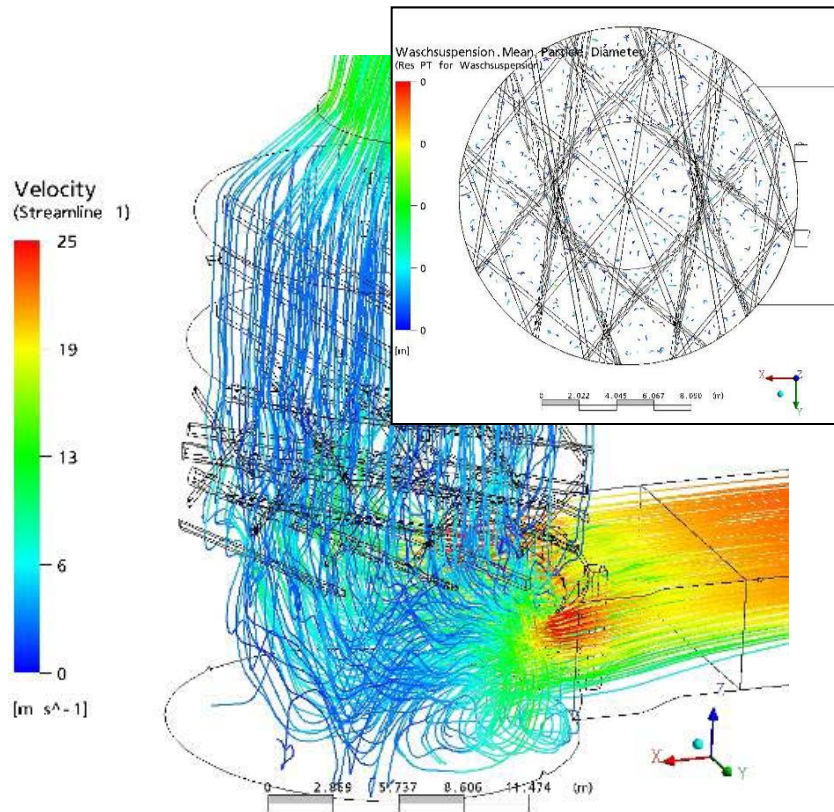 Waschsuspension.Mean Particle Diameter
(Res PT for Waschsuspension)
0
0
0
0
0
[m]
X
Z
Y
0 2.022 4.045 6.067 8.090 (m)
Velocity
(Streamline 1)
25
19
13
6
0
[m s^-1]
Z
X
Y
0 2.869 5.737 8.606 11.474 (m)